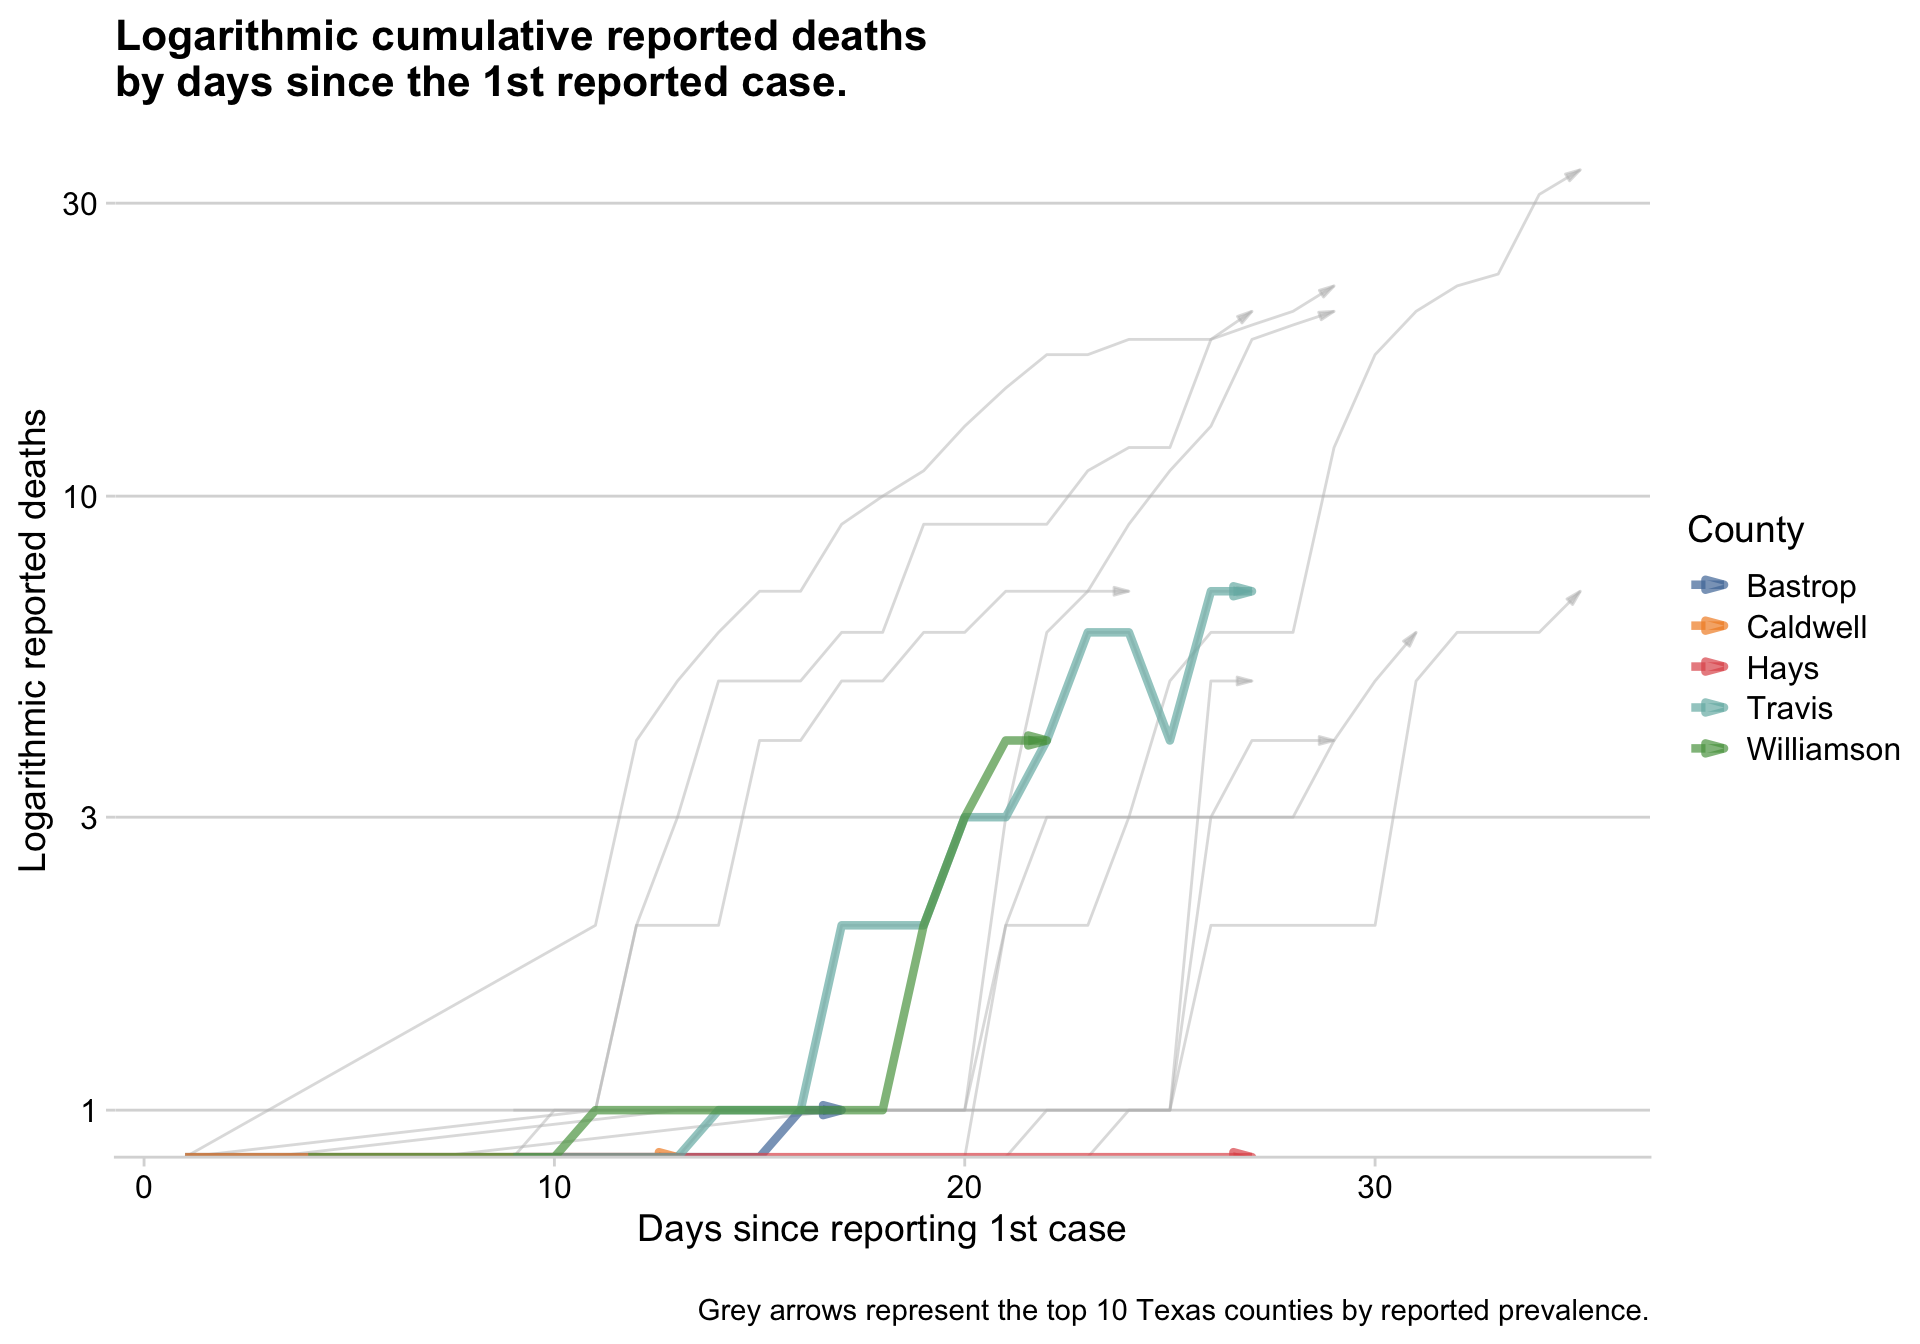 Logarithmic cumulative reported deaths
by days since the 1st reported case.
Logarithmic reported deaths
30
10
3
1
0
10
20
30
Days since reporting 1st case
County
Bastrop
Caldwell
Hays
Travis
Williamson
Grey arrows represent the top 10 Texas counties by reported prevalence.